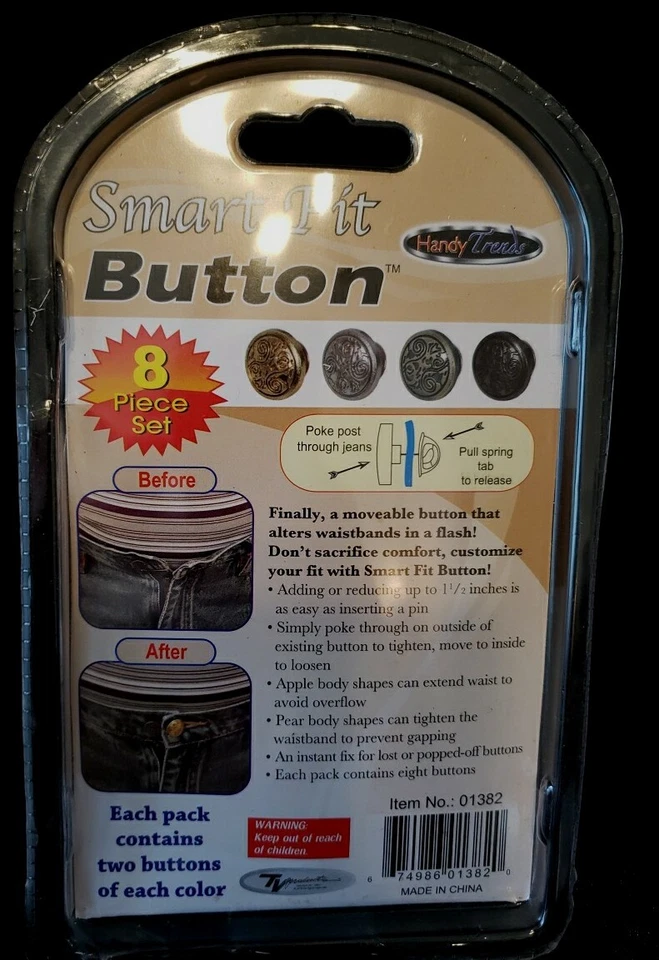 Smart Fit
Handy Trends
Button™
8
Piece
Set
Poke post
through jeans
Pull spring
tab
to release
Before
Finally, a moveable button that
alters waistbands in a flash!
Don't sacrifice comfort, customize
your fit with Smart Fit Button!
• Adding or reducing up to 1 1/2 inches is
as easy as inserting a pin
• Simply poke through on outside of
existing button to tighten, move to inside
to loosen
After
• Apple body shapes can extend waist to
avoid overflow
• Pear body shapes can tighten the
waistband to prevent gapping
• An instant fix for lost or popped-off buttons
• Each pack contains eight buttons
Each pack
contains
two buttons
of each color
WARNING:
Keep out of reach
of children.
TV
Item No.: 01382
6 74986 01382 0
MADE IN CHINA